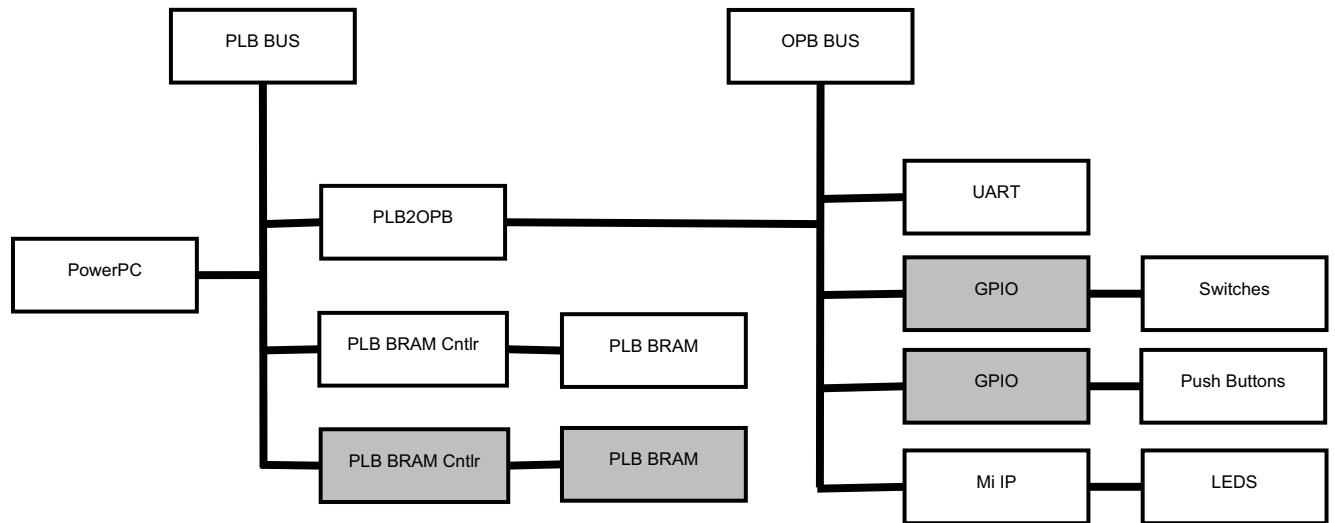 PLB BUS
OPB BUS
UART
PLB2OPB
PowerPC
GPIO
Switches
PLB BRAM Cntlr
PLB BRAM
GPIO
Push Buttons
PLB BRAM Cntlr
PLB BRAM
Mi IP
LEDS